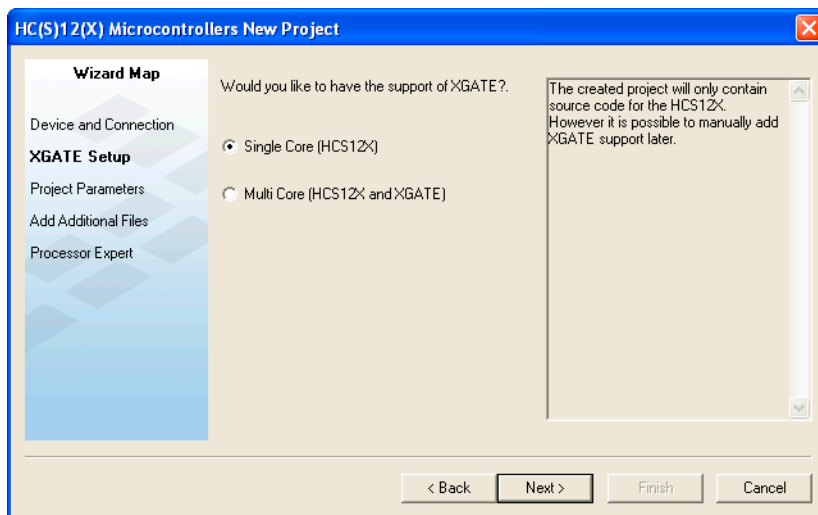 HC(S)12(X) Microcontrollers New Project
Wizard Map
Device and Connection
XGATE Setup
Project Parameters
Add Additional Files
Processor Expert
Would you like to have the support of XGATE?.
Single Core (HCS12X)
Multi Core (HCS12X and XGATE)
The created project will only contain
source code for the HCS12X.
However it is possible to manually add
XGATE support later.
< Back
Next >
Finish
Cancel